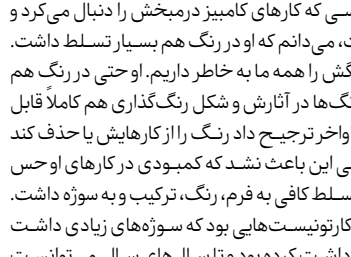 سی که کارهای کامبیز درمبخش را دنبال می‌کرد و
ت، می‌دانم که او در رنگ هم بسیار تسلط داشت.
گش را همه ما به خاطر داریم. او حتی در رنگ هم
نگ‌ها در آثارش و شکل رنگ‌گذاری هم کاملاً قابل
اواخر ترجیح داد رنگ را از کارهایش یا حذف کند
ی این باعث نشد که کمبودی در کارهای او حس
سلط کافی به فرم، رنگ، ترکیب و به سوژه داشت.
کارتونیست‌هایی بود که سوژه‌های زیادی داشت